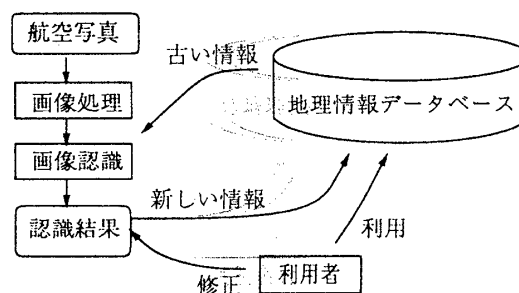 航空写真
古い情報
画像処理
地理情報データベース
画像認識
新しい情報
認識結果
利用
修正
利用者